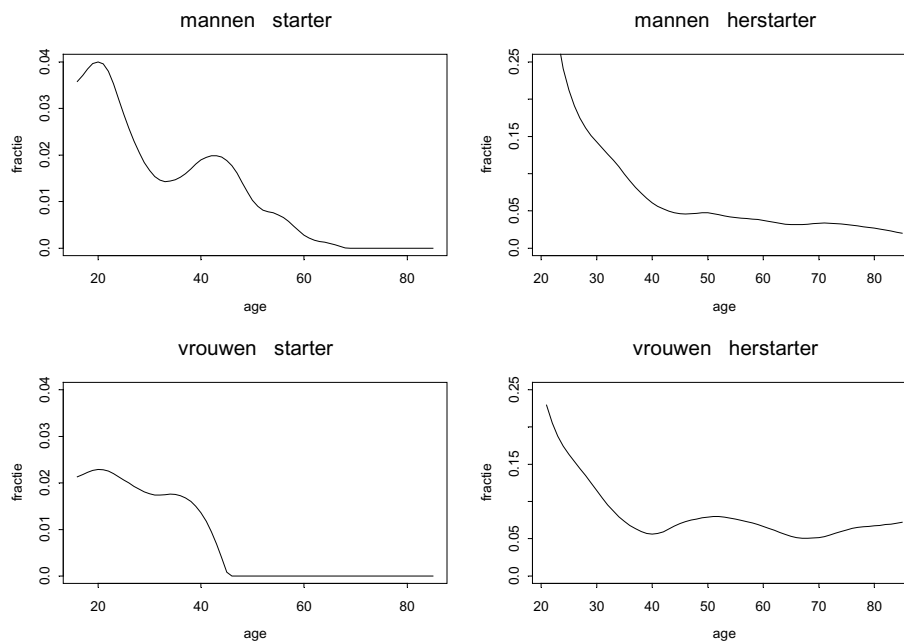 mannen starter
fractie
0.0 0.01 0.02 0.03 0.04
20 40 60 80
age
mannen herstarter
fractie
0.0 0.05 0.15 0.25
20 30 40 50 60 70 80
age
vrouwen starter
fractie
0.0 0.01 0.02 0.03 0.04
20 40 60 80
age
vrouwen herstarter
fractie
0.0 0.05 0.15 0.25
20 30 40 50 60 70 80
age